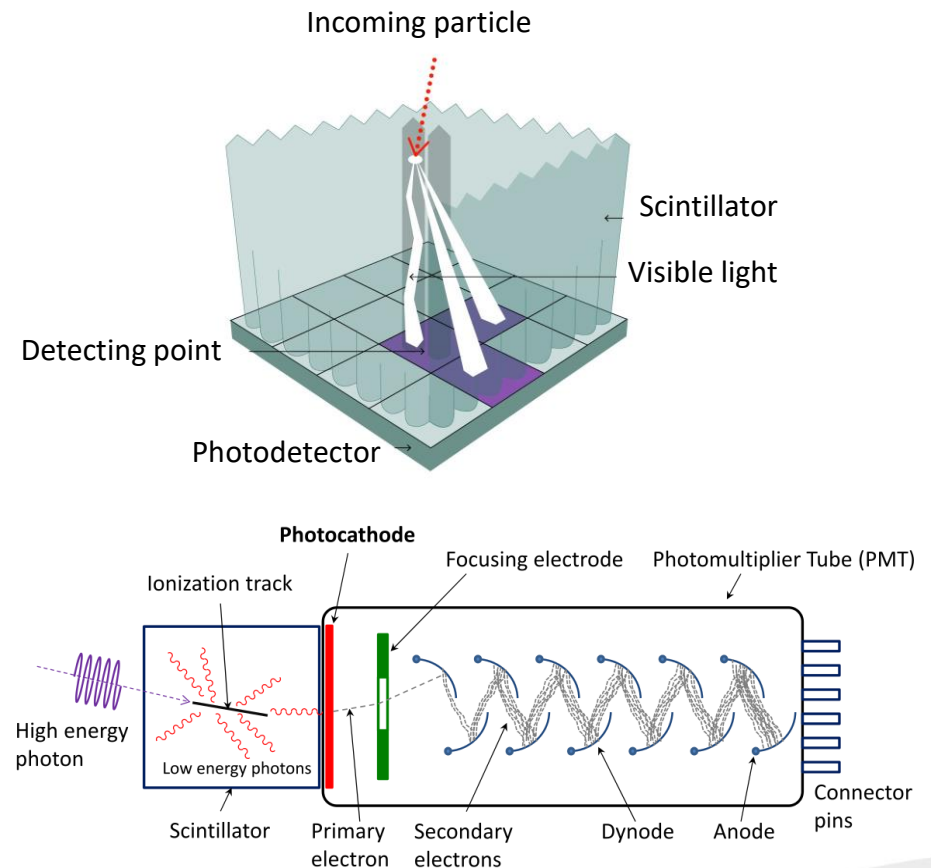 Incoming particle
Scintillator
Visible light
Detecting point
Photodetector
Photocathode
Focusing electrode
Photomultiplier Tube (PMT)
Ionization track
High energy
photon
Low energy photons
Scintillator
Primary
electron
Secondary
electrons
Dynode
Anode
Connector
pins